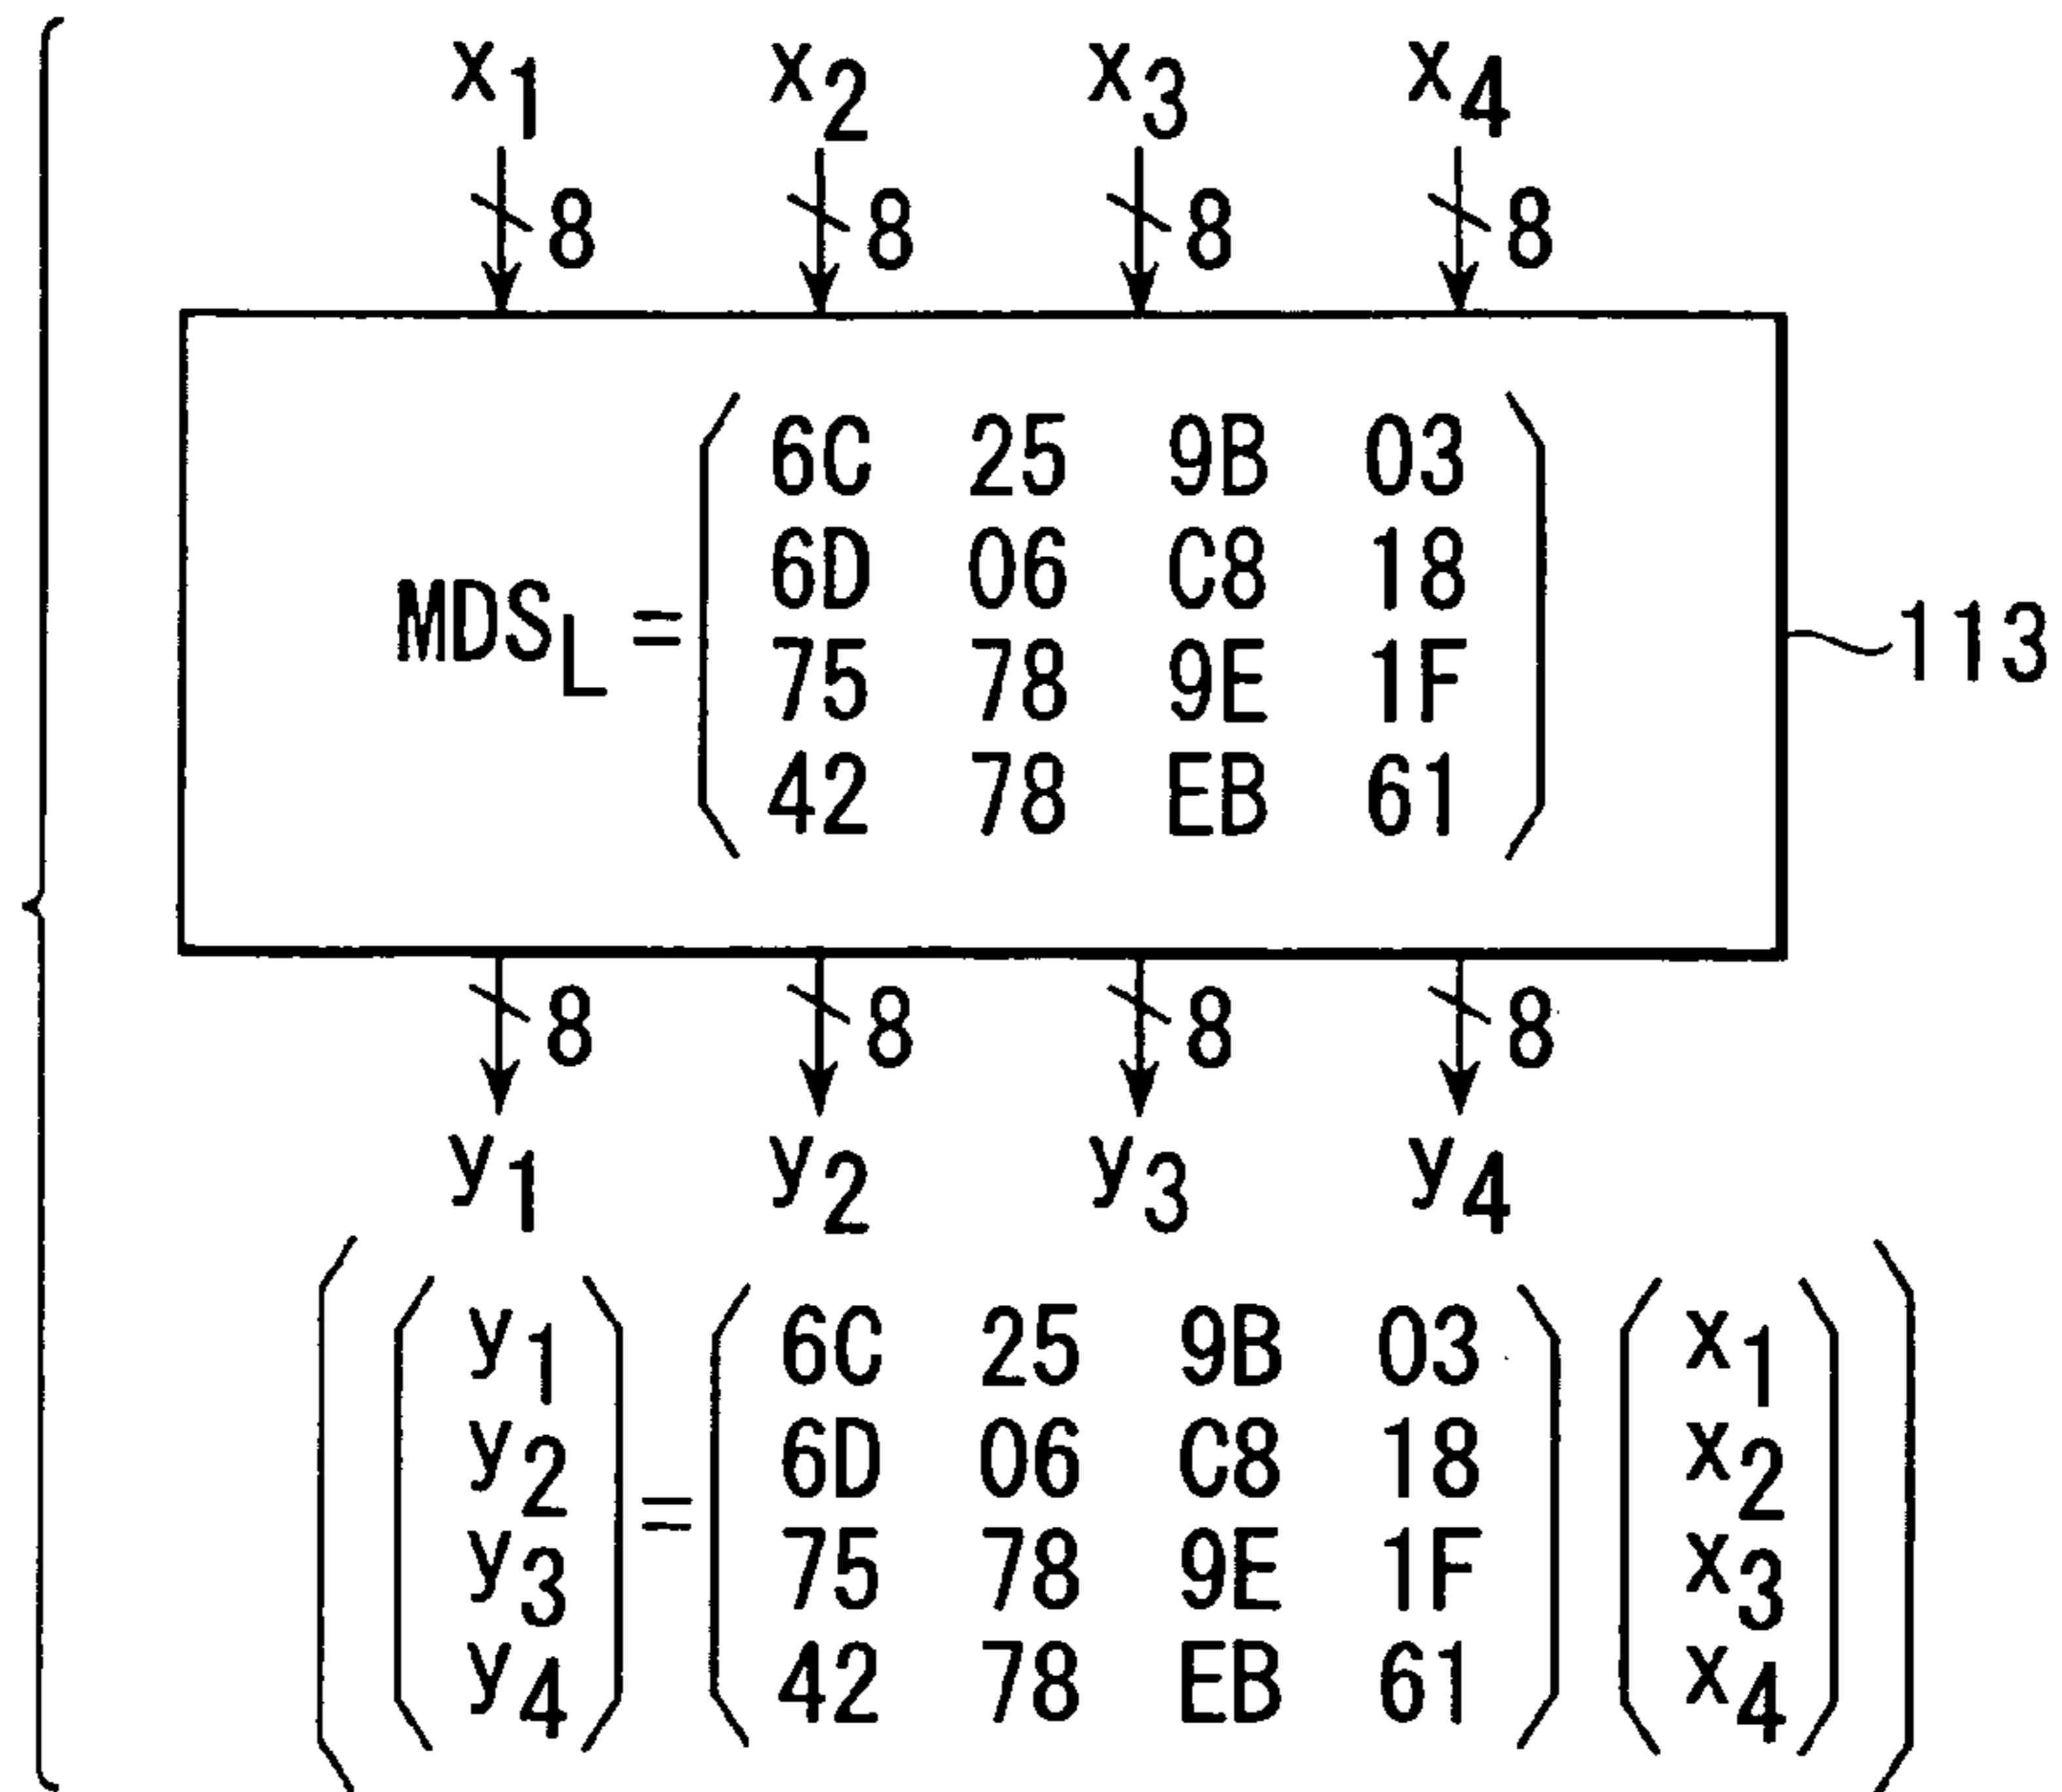 x1 x2 x3 x4
8 8 8 8
6C 25 9B 03
6D 06 C8 18
MDSL = 113
75 78 9E 1F
42 78 EB 61
8 8 8 8
y1 y2 y3 y4
y1 6C 25 9B 03 x1
y2 6D 06 C8 18 x2
=
y3 75 78 9E 1F x3
y4 42 78 EB 61 x4